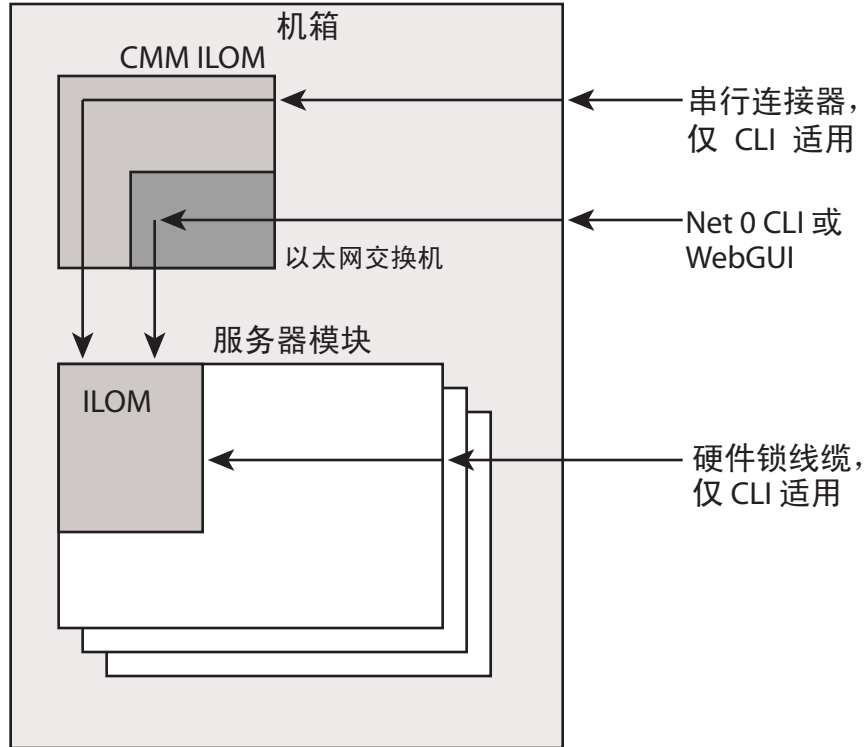 机箱
CMM ILOM
串行连接器，
仅 CLI 适用
Net 0 CLI 或
WebGUI
以太网交换机
服务器模块
ILOM
硬件锁线缆，
仅 CLI 适用